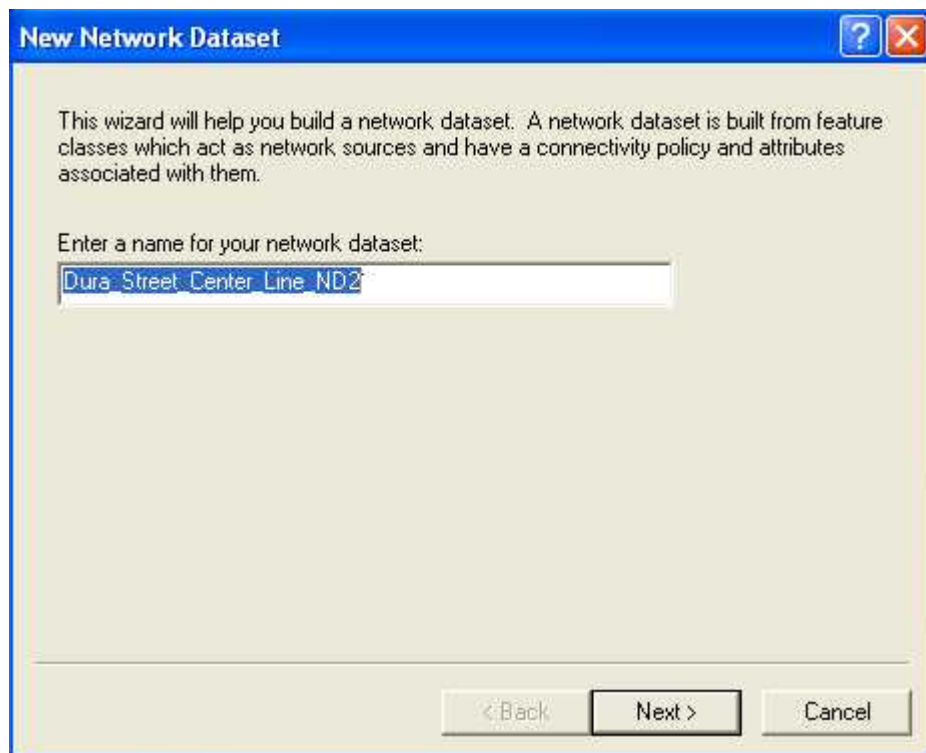 New Network Dataset
?
This wizard will help you build a network dataset. A network dataset is built from feature
classes which act as network sources and have a connectivity policy and attributes
associated with them.
Enter a name for your network dataset:
Dura_Street_Center_Line_ND2
< Back
Next >
Cancel